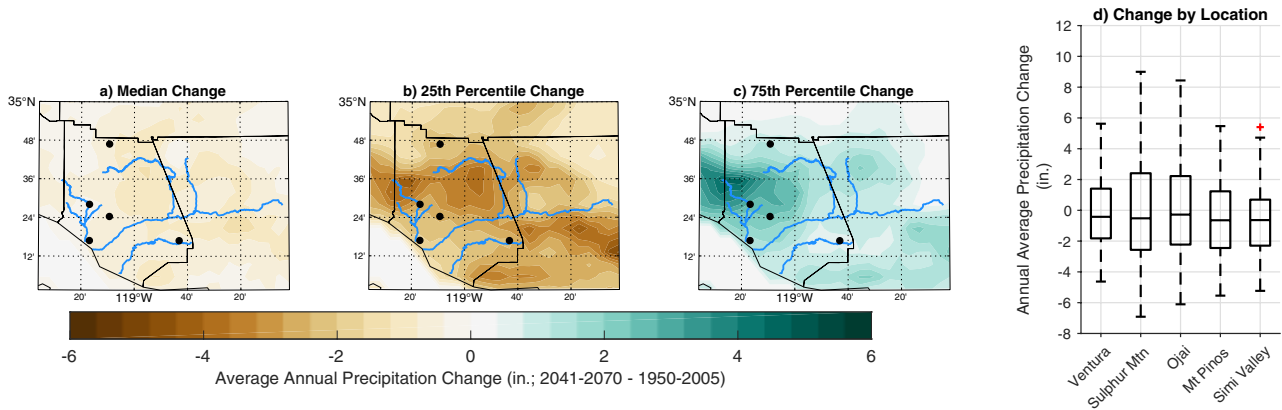 a) Median Change
35°N
48'
36'
24'
12'
20'
119°W
40'
20'
b) 25th Percentile Change
35°N
48'
36'
24'
12'
20'
119°W
40'
20'
c) 75th Percentile Change
35°N
48'
36'
24'
12'
20'
119°W
40'
20'
-6 -4 -2 0 2 4 6
Average Annual Precipitation Change (in.; 2041-2070 - 1950-2005)
d) Change by Location
Annual Average Precipitation Change
(in.)
12
10
8
6
4
2
0
-2
-4
-6
-8
Ventura
Sulphur Mtn
Ojai
Mt Pinos
Simi Valley